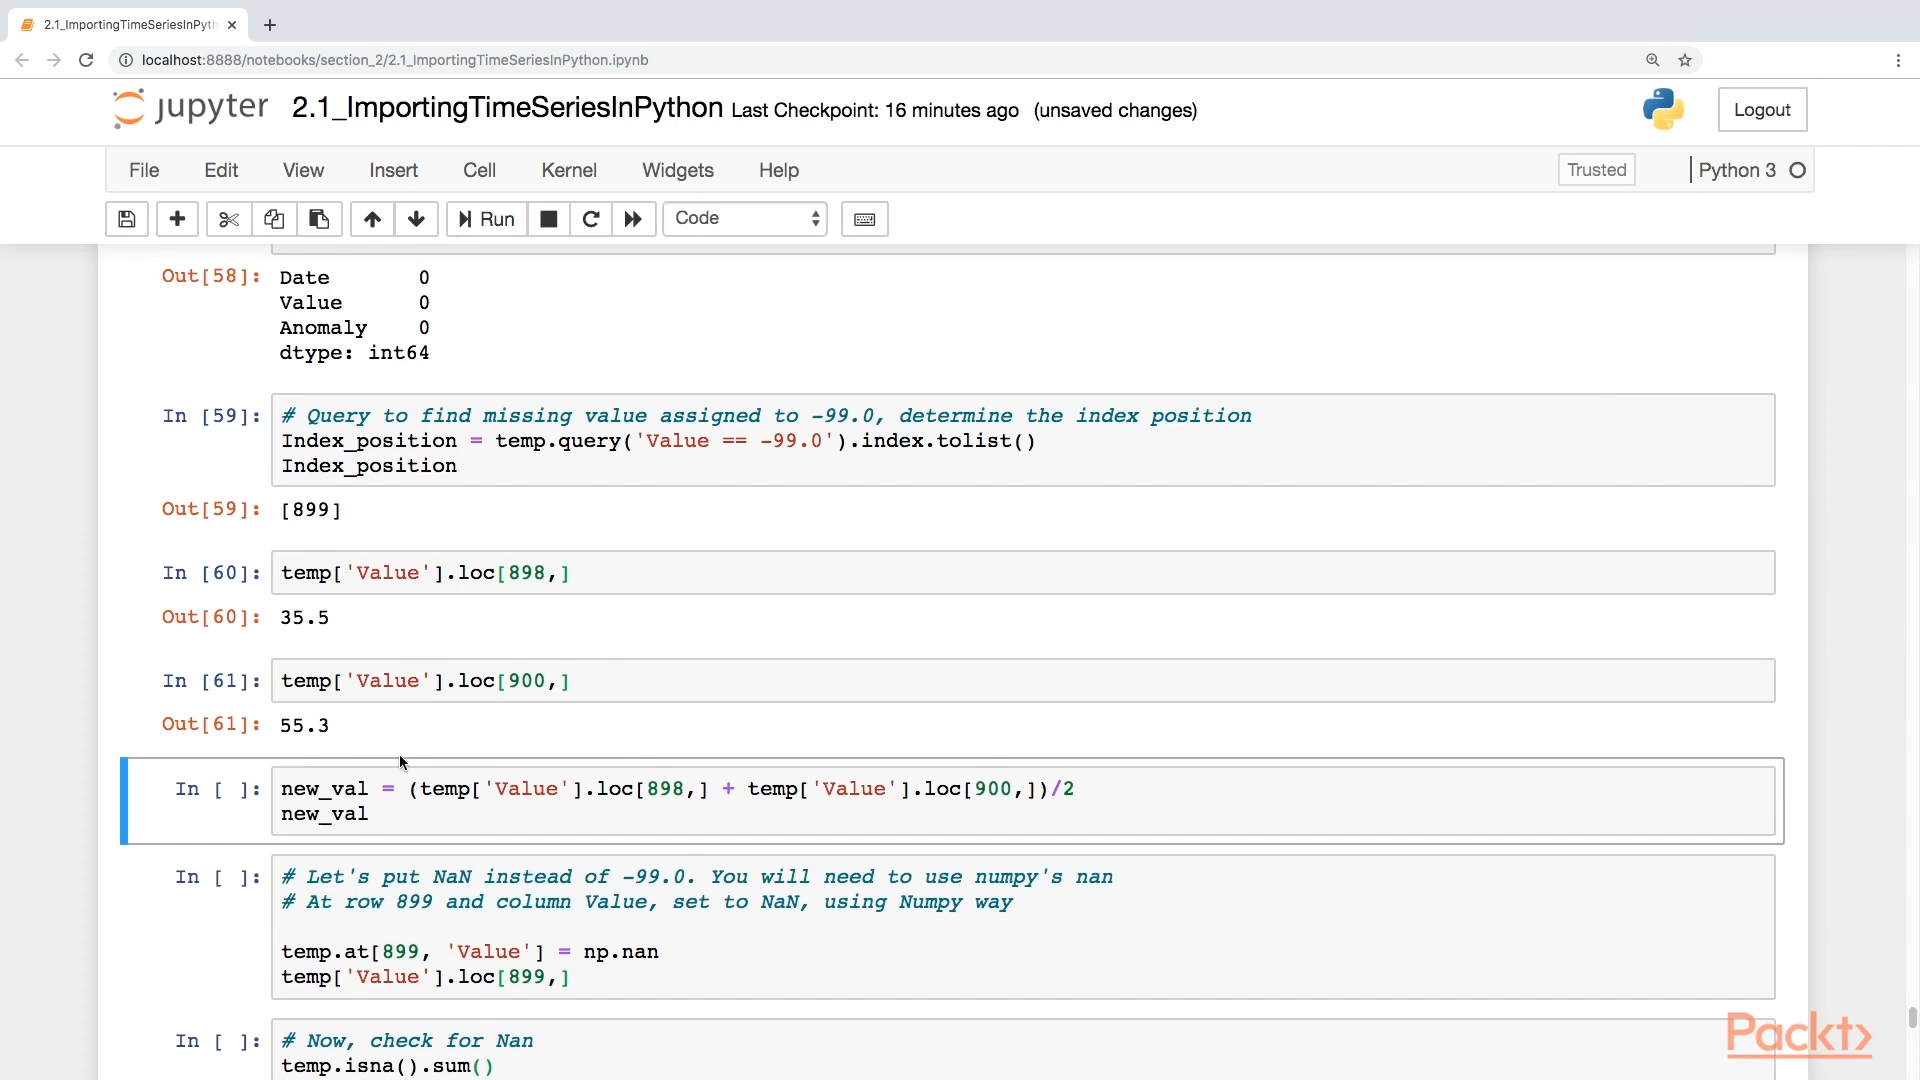 2.1_ImportingTimeSeriesInPyth
localhost:8888/notebooks/section_2/2.1_ImportingTimeSeriesInPython.ipynb
jupyter 2.1_ImportingTimeSeriesInPython Last Checkpoint: 16 minutes ago (unsaved changes) Logout
File Edit View Insert Cell Kernel Widgets Help Trusted Python 3
Run Code
Out[58]: Date 0
Value 0
Anomaly 0
dtype: int64
In [59]: # Query to find missing value assigned to -99.0, determine the index position
Index_position = temp.query('Value == -99.0').index.tolist()
Index_position
Out[59]: [899]
In [60]: temp['Value'].loc[898,]
Out[60]: 35.5
In [61]: temp['Value'].loc[900,]
Out[61]: 55.3
In [ ]: new_val = (temp['Value'].loc[898,] + temp['Value'].loc[900,])/2
new_val
In [ ]: # Let's put NaN instead of -99.0. You will need to use numpy's nan
# At row 899 and column Value, set to NaN, using Numpy way
temp.at[899, 'Value'] = np.nan
temp['Value'].loc[899,]
In [ ]: # Now, check for Nan
temp.isna().sum()
Packt>